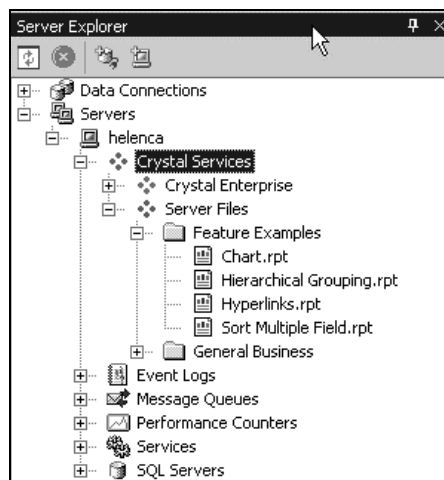 Server Explorer
Data Connections
Servers
helenca
Crystal Services
Crystal Enterprise
Server Files
Feature Examples
Chart.rpt
Hierarchical Grouping.rpt
Hyperlinks.rpt
Sort Multiple Field.rpt
General Business
Event Logs
Message Queues
Performance Counters
Services
SQL Servers